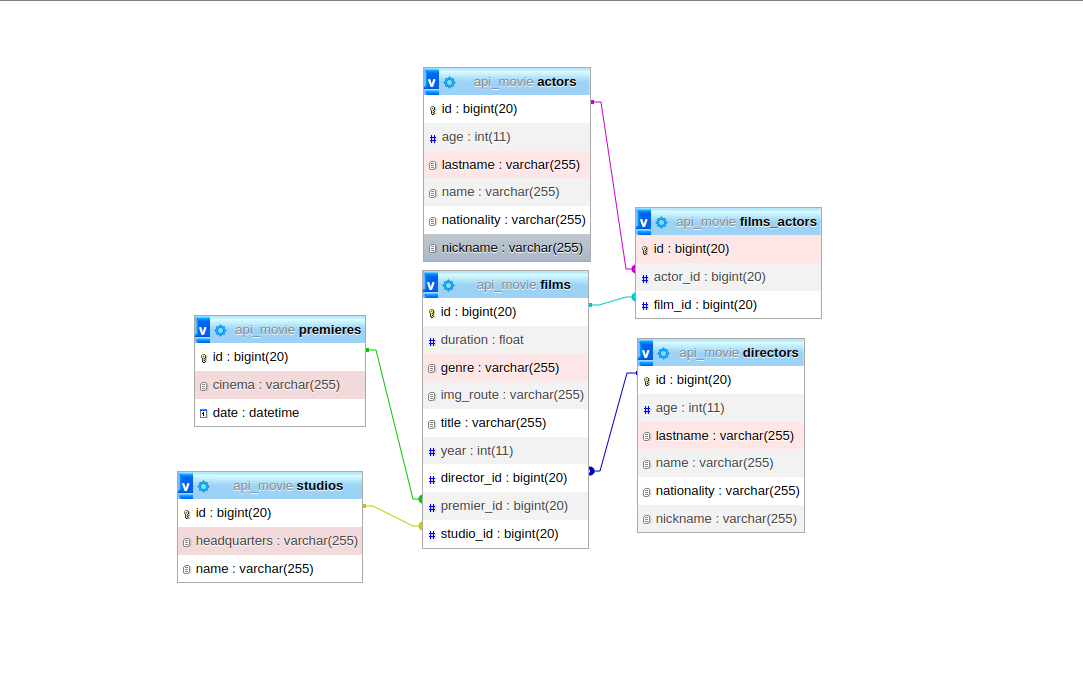 v api_movie actors
id : bigint(20)
# age : int(11)
lastname : varchar(255)
name : varchar(255)
nationality : varchar(255)
nickname : varchar(255)
v api_movie films_actors
id : bigint(20)
# actor_id : bigint(20)
# film_id : bigint(20)
v api_movie films
id : bigint(20)
# duration : float
genre : varchar(255)
img_route : varchar(255)
title : varchar(255)
# year : int(11)
# director_id : bigint(20)
# premier_id : bigint(20)
# studio_id : bigint(20)
v api_movie premieres
id : bigint(20)
cinema : varchar(255)
date : datetime
v api_movie directors
id : bigint(20)
# age : int(11)
lastname : varchar(255)
name : varchar(255)
nationality : varchar(255)
nickname : varchar(255)
v api_movie studios
id : bigint(20)
headquarters : varchar(255)
name : varchar(255)